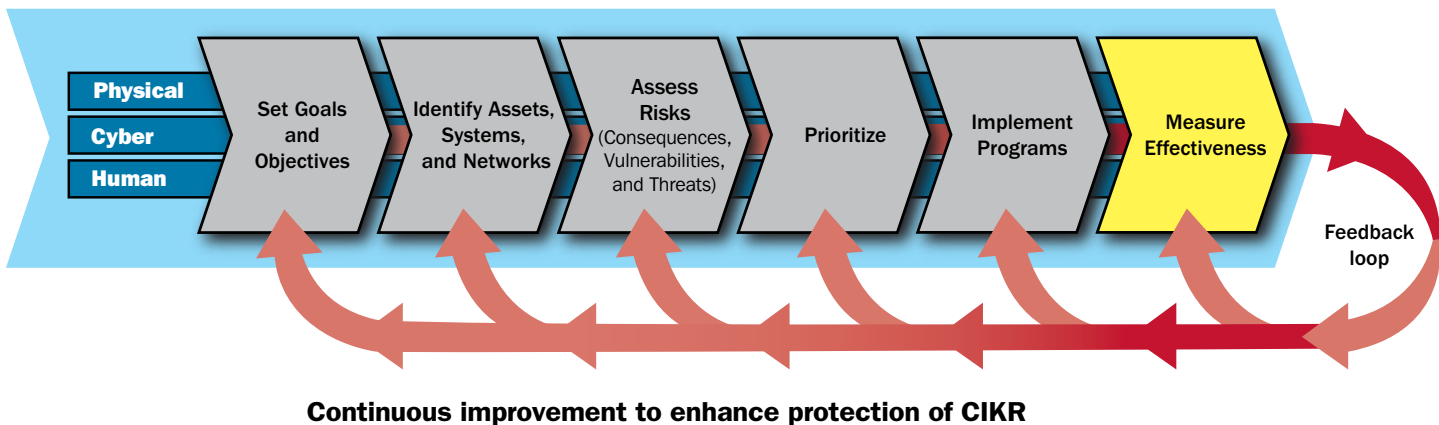 Physical
Cyber
Human
Set Goals
and
Objectives
Identify Assets,
Systems,
and Networks
Assess
Risks
(Consequences,
Vulnerabilities,
and Threats)
Prioritize
Implement
Programs
Measure
Effectiveness
Feedback
loop
Continuous improvement to enhance protection of CIKR